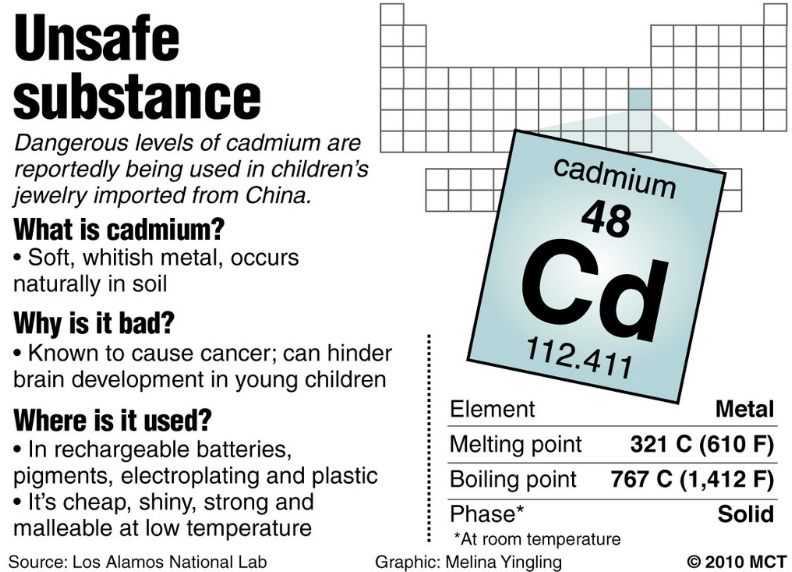 Unsafe
substance
Dangerous levels of cadmium are
reportedly being used in children's
jewelry imported from China.
What is cadmium?
• Soft, whitish metal, occurs
naturally in soil
Why is it bad?
• Known to cause cancer; can hinder
brain development in young children
Where is it used?
• In rechargeable batteries,
pigments, electroplating and plastic
• It's cheap, shiny, strong and
malleable at low temperature
cadmium
48
Cd
112.411
Element Metal
Melting point 321 C (610 F)
Boiling point 767 C (1,412 F)
Phase* Solid
*At room temperature
Source: Los Alamos National Lab
Graphic: Melina Yingling
© 2010 MCT